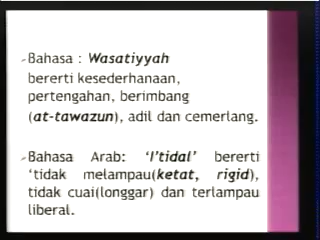 Bahasa : Wasatiyyah
bererti kesederhanaan,
pertengahan, berimbang
(at-tawazun), adil dan cemerlang.
Bahasa Arab: 'I'tidal' bererti
'tidak melampau(ketat, rigid),
tidak cuai(longgar) dan terlampau
liberal.